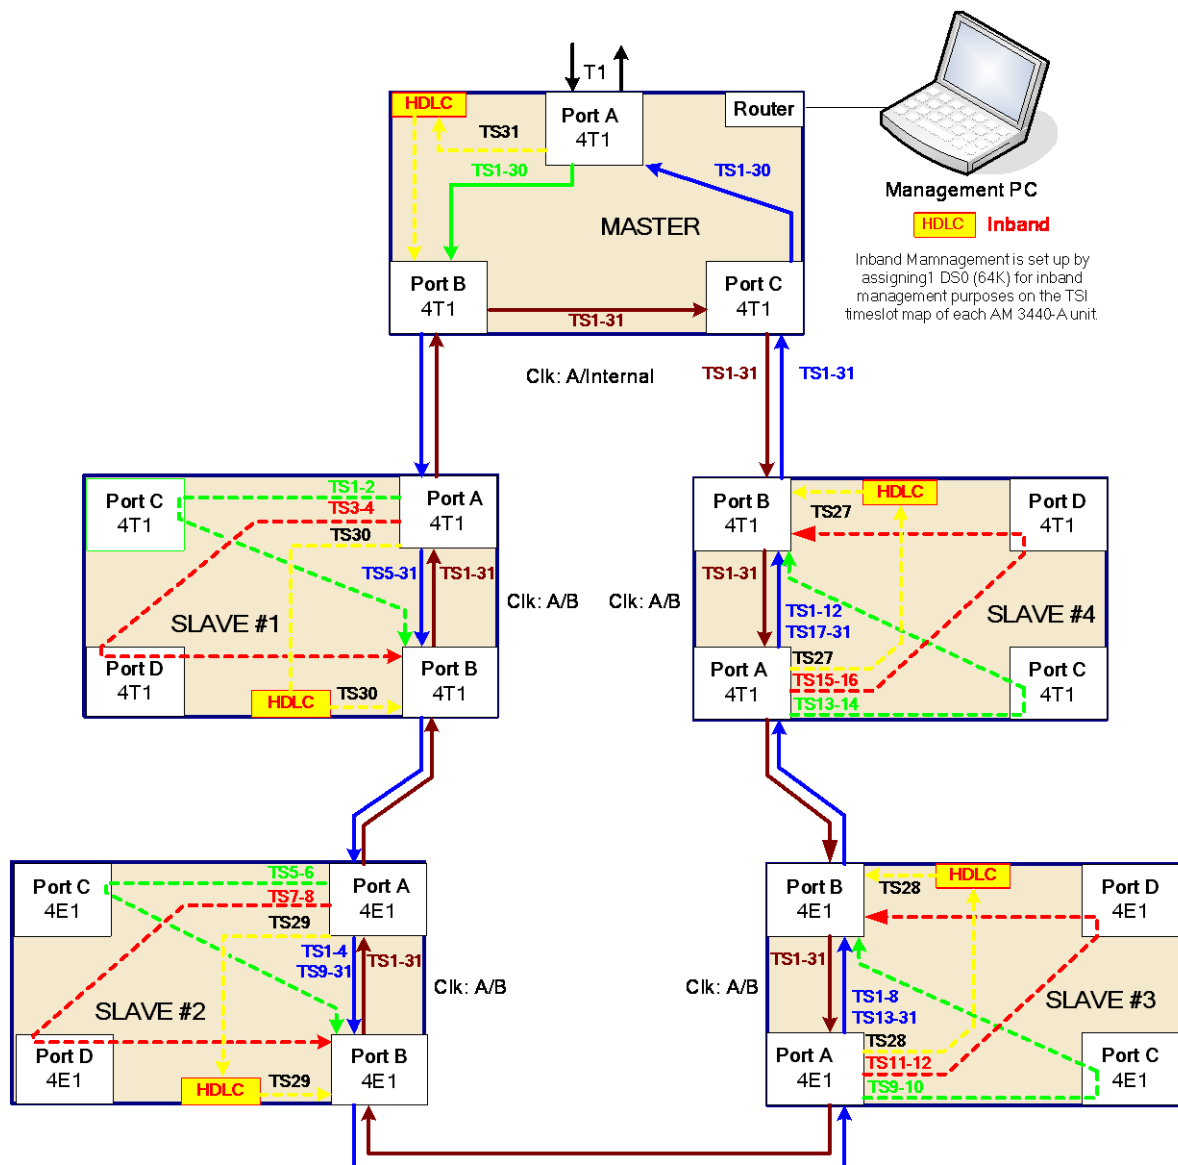 T1
HDLC
Port A
4T1
Router
TS31
TS1-30
TS1-30
MASTER
Port B
4T1
Port C
4T1
TS1-31
Management PC
HDLC Inband
Inband Mamnagement is set up by
assigning1 DS0 (64K) for inband
management purposes on the TSI
timeslot map of each AM 3440-A unit.
Clk: A/Internal
TS1-31
TS1-31
Port C
4T1
TS1-2
TS3-4
TS30
Port A
4T1
TS5-31
TS1-31
Clk: A/B
SLAVE #1
Port D
4T1
HDLC
TS30
Port B
4T1
Port B
4T1
HDLC
TS27
Port D
4T1
Clk: A/B
TS1-31
TS1-12
TS17-31
SLAVE #4
Port A
4T1
TS27
TS15-16
TS13-14
Port C
4T1
Port C
4E1
TS5-6
TS7-8
TS29
Port A
4E1
TS1-4
TS9-31
TS1-31
Clk: A/B
SLAVE #2
Port D
4E1
HDLC
TS29
Port B
4E1
Port B
4E1
HDLC
TS28
Port D
4E1
Clk: A/B
TS1-31
TS1-8
TS13-31
SLAVE #3
Port A
4E1
TS28
TS11-12
TS9-10
Port C
4E1